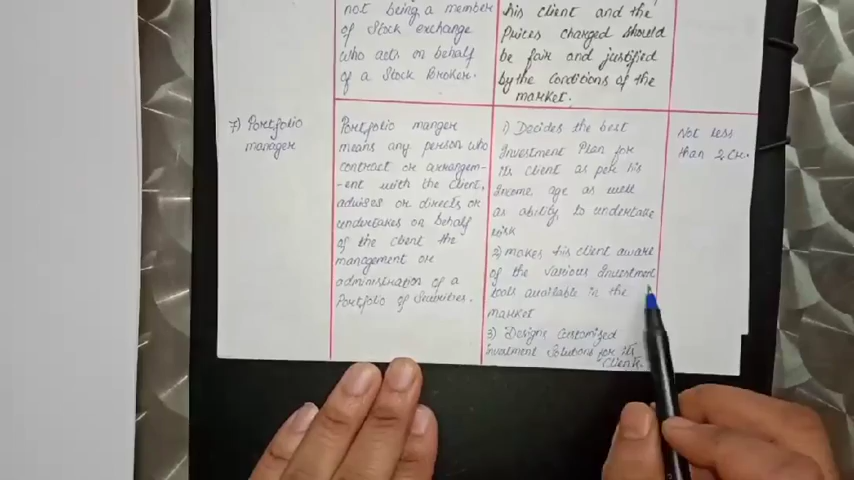 not being a member
of Stock exchange
who acts on behalf
of a Stock Broker.
his client and the
Prices charged should
be fair and justified
by the conditions of the
market.
7) Portfolio
manager
Portfolio manger
means any person who
contract or arrangem-
-ent with the client,
advises or directs or
undertakes on behalf
of the client the
management or
administration of a
Portfolio of Securities.
1) Decides the best
Investment Plan for
its client as per his
Income age as well
as ability to undertake
risk
2) makes his client aware
of the various Investment
tools available in the
market
3) Designs Customized
invstment Solutions for its
Client.
Not less
than 2 Cr.